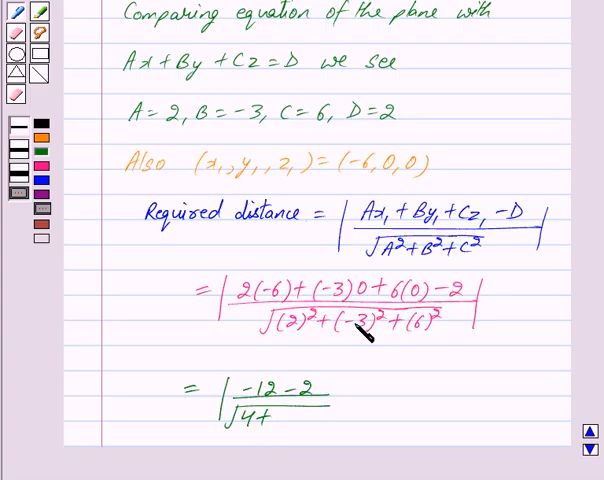 Comparing equation of the plane with
Ax + By + Cz = D we see
A = 2, B = -3, C = 6, D = 2
Also (x₁, y₁, z₁) = (-6, 0, 0)
Required distance = | Ax₁ + By₁ + Cz₁ - D / √A² + B² + C² |
= | 2(-6) + (-3)0 + 6(0) - 2 / √(2)² + (-3)² + (6)² |
= | -12 - 2 / √4 +